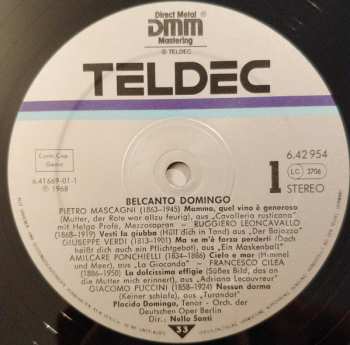 Direct Metal
DMM
Mastering
℗ TELDEC
TELDEC
6.42 954
1
LC 3706
STEREO
6.41669-01-1
℗ 1968
BELCANTO DOMINGO
PIETRO MASCAGNI (1863-1945) Mamma, quel vino è generoso
(Mutter, der Rote war allzu feurig), aus "Cavalleria rusticana"
mit Helga Profe, Mezzosopran - RUGGIERO LEONCAVALLO
(1868-1919) Vesti la giubba (Hüll dich in Tand) aus "Der Bajazzo"
GIUSEPPE VERDI (1813-1901) Ma se m'è forza perderti (Doch
heißt dich auch ein Pflichtgebot), aus "Ein Maskenball"
AMILCARE PONCHIELLI (1834-1886) Cielo e mar (Himmel
und Meer), aus "La Gioconda" - FRANCESCO CILEA
(1886-1950) La dolcissima effigie (Süßes Bild, das an
die Mutter mich erinnert), aus "Adriana Lecouvreur"
GIACOMO PUCCINI (1858-1924) Nessun dorma
(Keiner schlafe), aus "Turandot"
Placido Domingo, Tenor - Orch. der
Deutschen Oper Berlin
Dir.: Nello Santi
33